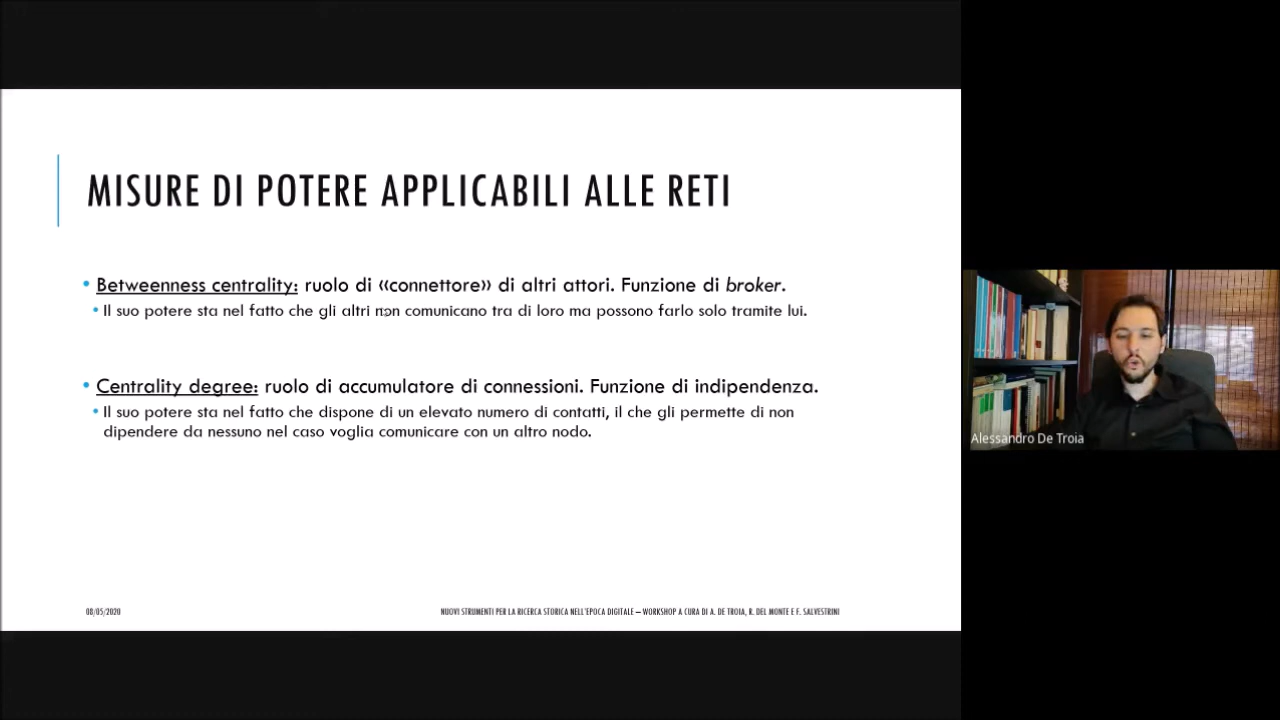 MISURE DI POTERE APPLICABILI ALLE RETI
• Betweenness centrality: ruolo di «connettore» di altri attori. Funzione di broker.
• Il suo potere sta nel fatto che gli altri non comunicano tra di loro ma possono farlo solo tramite lui.
• Centrality degree: ruolo di accumulatore di connessioni. Funzione di indipendenza.
• Il suo potere sta nel fatto che dispone di un elevato numero di contatti, il che gli permette di non
dipendere da nessuno nel caso voglia comunicare con un altro nodo.
08/05/2020
NUOVI STRUMENTI PER LA RICERCA STORICA NELL'EPOCA DIGITALE – WORKSHOP A CURA DI A. DE TROIA, R. DEL MONTE E F. SALVESTRINI
Alessandro De Troia